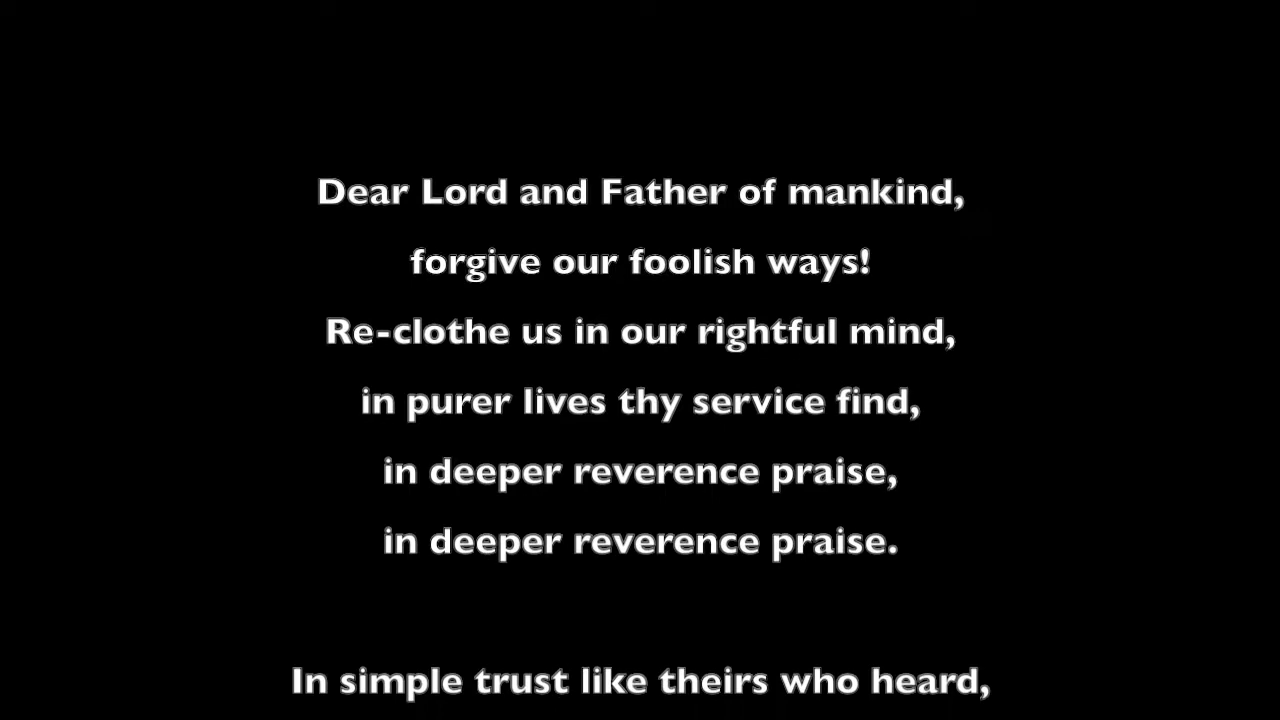 Dear Lord and Father of mankind,
forgive our foolish ways!
Re-clothe us in our rightful mind,
in purer lives thy service find,
in deeper reverence praise,
in deeper reverence praise.
In simple trust like theirs who heard,